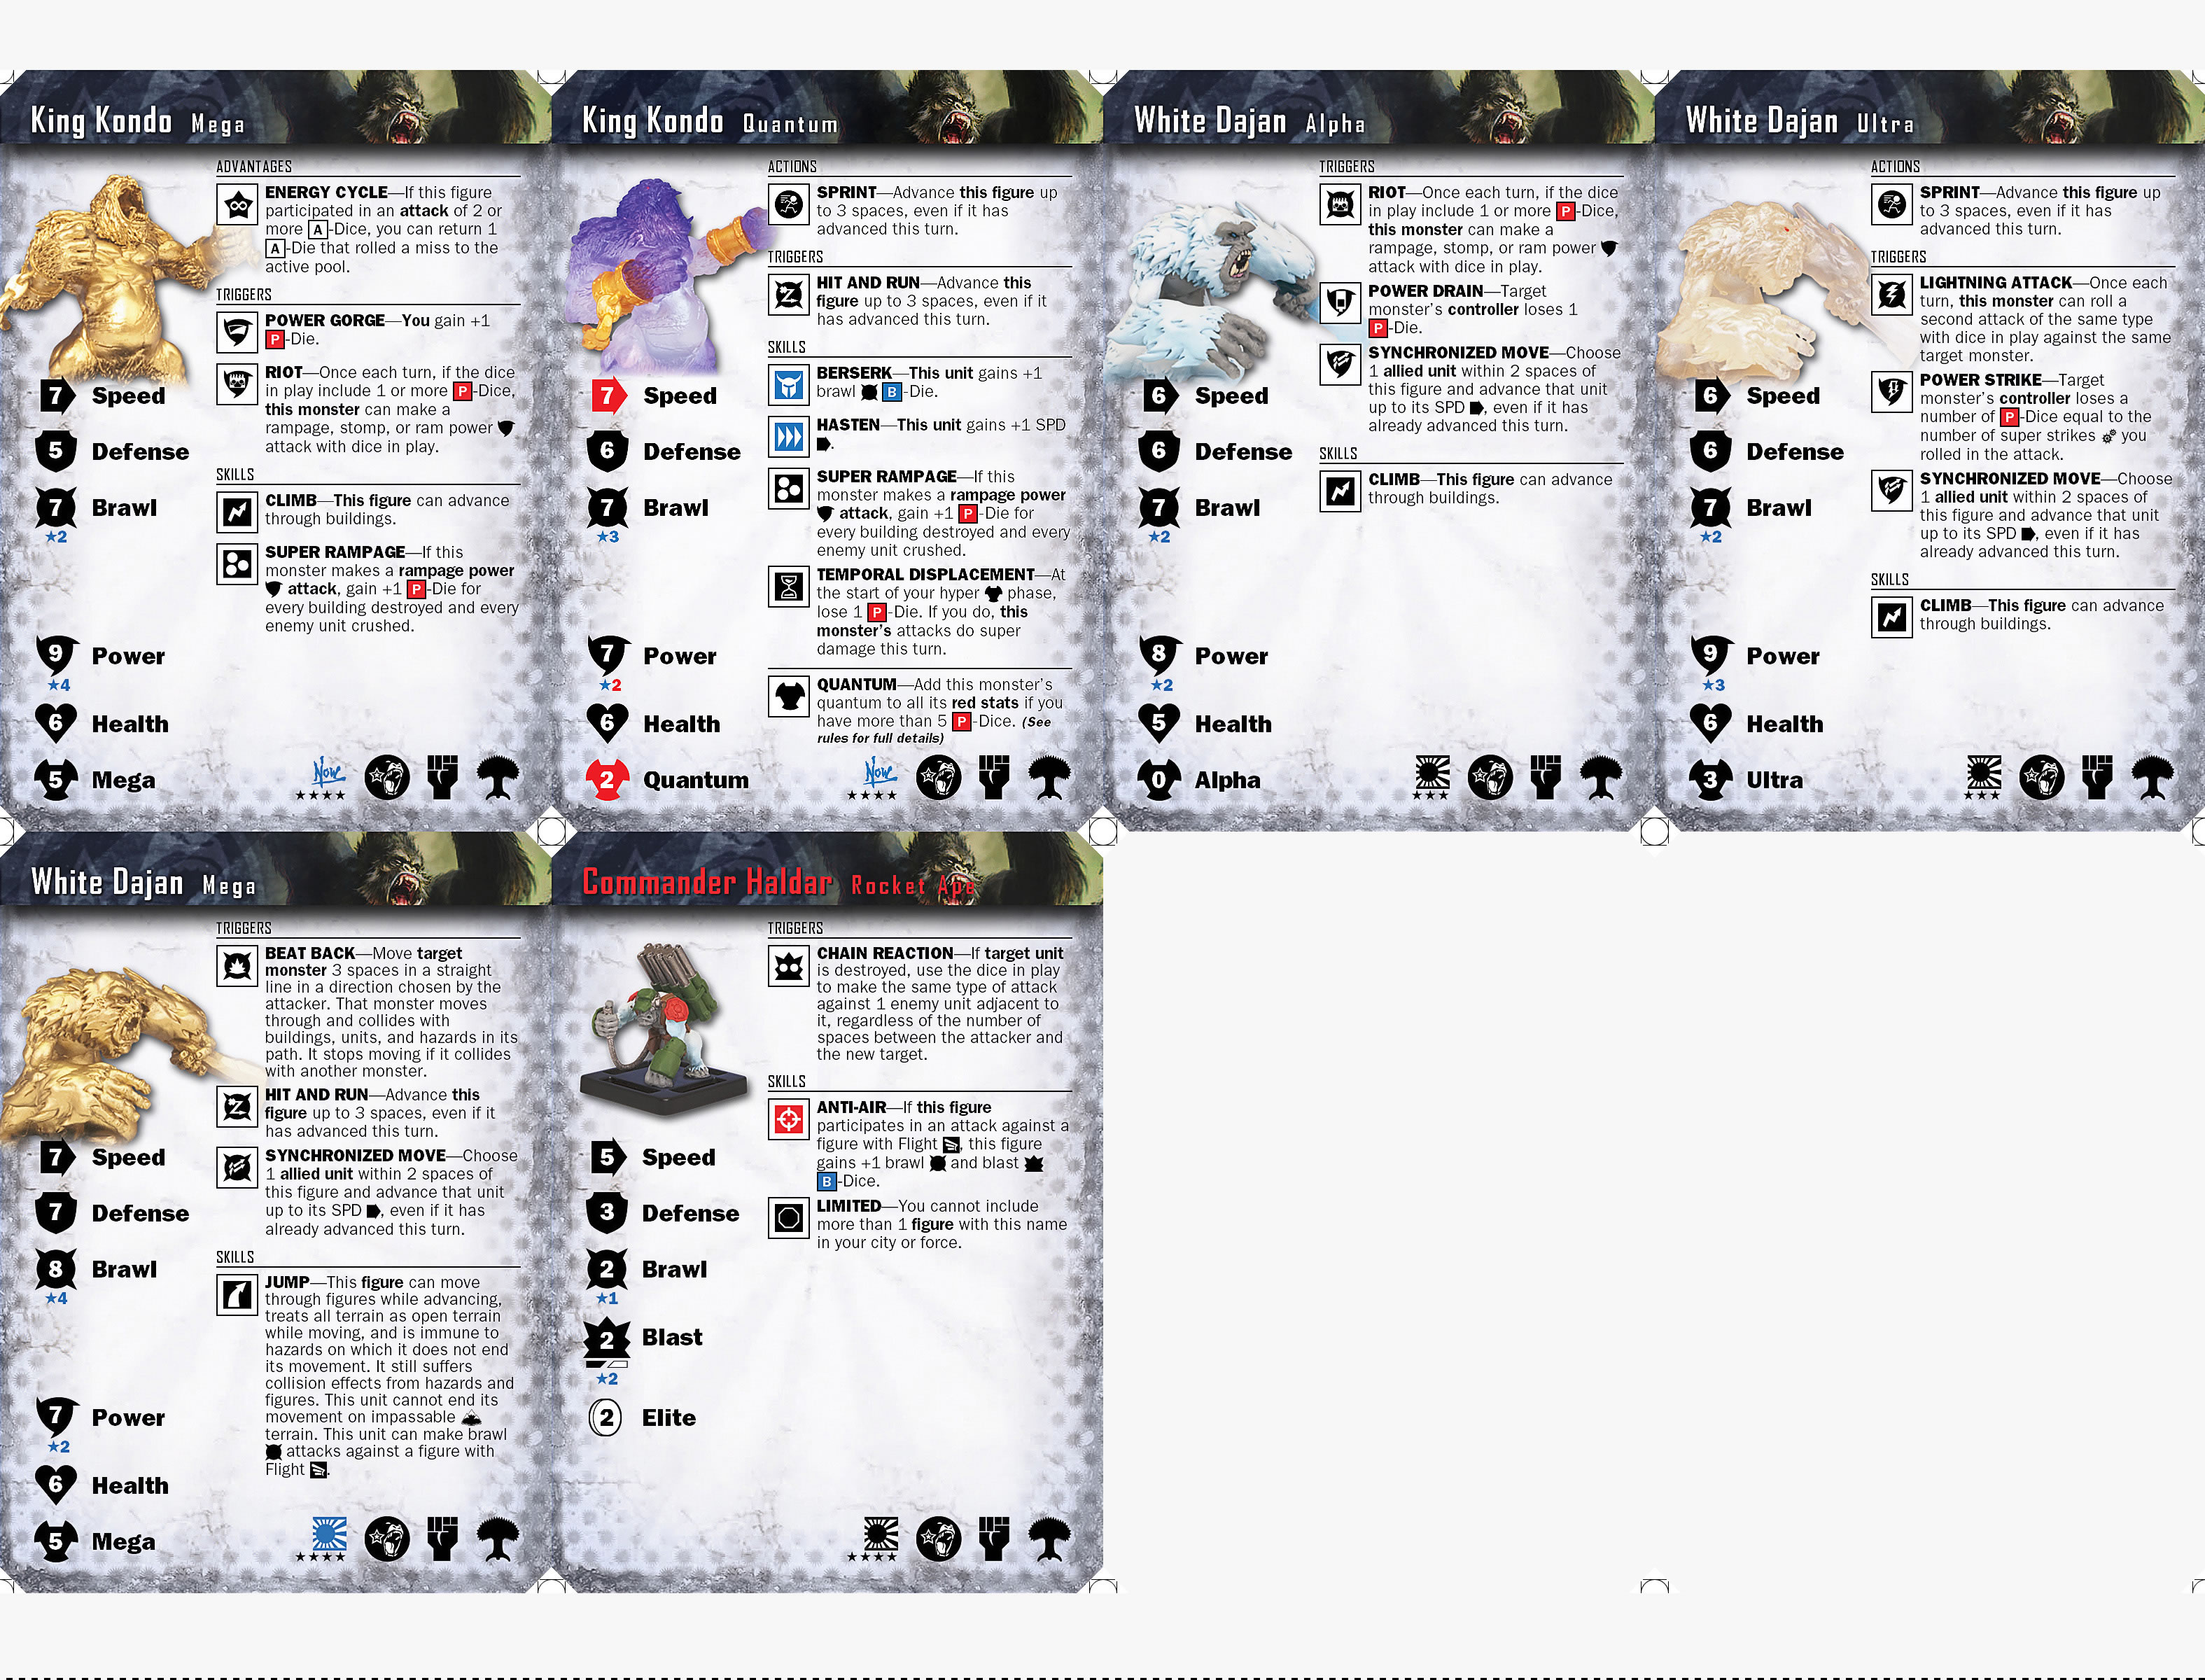 King Kondo Mega
ADVANTAGES
ENERGY CYCLE—If this figure
participated in an attack of 2 or
more A-Dice, you can return 1
A-Die that rolled a miss to the
active pool.
TRIGGERS
POWER GORGE—You gain +1
P-Die.
RIOT—Once each turn, if the dice
in play include 1 or more P-Dice,
this monster can make a
rampage, stomp, or ram power
attack with dice in play.
SKILLS
CLIMB—This figure can advance
through buildings.
SUPER RAMPAGE—If this
monster makes a rampage power
attack, gain +1 P-Die for
every building destroyed and every
enemy unit crushed.
7 Speed
5 Defense
7 Brawl
★2
9 Power
★4
6 Health
5 Mega
Now
★★★★
King Kondo Quantum
ACTIONS
SPRINT—Advance this figure up
to 3 spaces, even if it has
advanced this turn.
TRIGGERS
HIT AND RUN—Advance this
figure up to 3 spaces, even if it
has advanced this turn.
SKILLS
BERSERK—This unit gains +1
brawl B-Die.
HASTEN—This unit gains +1 SPD
.
SUPER RAMPAGE—If this
monster makes a rampage power
attack, gain +1 P-Die for
every building destroyed and every
enemy unit crushed.
TEMPORAL DISPLACEMENT—At
the start of your hyper phase,
lose 1 P-Die. If you do, this
monster's attacks do super
damage this turn.
QUANTUM—Add this monster's
quantum to all its red stats if you
have more than 5 P-Dice. (See
rules for full details)
7 Speed
6 Defense
7 Brawl
★3
7 Power
★2
6 Health
2 Quantum
Now
★★★★
White Dajan Alpha
TRIGGERS
RIOT—Once each turn, if the dice
in play include 1 or more P-Dice,
this monster can make a
rampage, stomp, or ram power
attack with dice in play.
POWER DRAIN—Target
monster's controller loses 1
P-Die.
SYNCHRONIZED MOVE—Choose
1 allied unit within 2 spaces of
this figure and advance that unit
up to its SPD , even if it has
already advanced this turn.
SKILLS
CLIMB—This figure can advance
through buildings.
6 Speed
6 Defense
7 Brawl
★2
8 Power
★2
5 Health
0 Alpha
★★★
White Dajan Ultra
ACTIONS
SPRINT—Advance this figure up
to 3 spaces, even if it has
advanced this turn.
TRIGGERS
LIGHTNING ATTACK—Once each
turn, this monster can roll a
second attack of the same type
with dice in play against the same
target monster.
POWER STRIKE—Target
monster's controller loses a
number of P-Dice equal to the
number of super strikes you
rolled in the attack.
SYNCHRONIZED MOVE—Choose
1 allied unit within 2 spaces of
this figure and advance that unit
up to its SPD , even if it has
already advanced this turn.
SKILLS
CLIMB—This figure can advance
through buildings.
6 Speed
6 Defense
7 Brawl
★2
9 Power
★3
6 Health
3 Ultra
★★★
White Dajan Mega
TRIGGERS
BEAT BACK—Move target
monster 3 spaces in a straight
line in a direction chosen by the
attacker. That monster moves
through and collides with
buildings, units, and hazards in its
path. It stops moving if it collides
with another monster.
HIT AND RUN—Advance this
figure up to 3 spaces, even if it
has advanced this turn.
SYNCHRONIZED MOVE—Choose
1 allied unit within 2 spaces of
this figure and advance that unit
up to its SPD , even if it has
already advanced this turn.
SKILLS
JUMP—This figure can move
through figures while advancing,
treats all terrain as open terrain
while moving, and is immune to
hazards on which it does not end
its movement. It still suffers
collision effects from hazards and
figures. This unit cannot end its
movement on impassable
terrain. This unit can make brawl
attacks against a figure with
Flight .
7 Speed
7 Defense
8 Brawl
★4
7 Power
★2
6 Health
5 Mega
★★★★
Commander Haldar Rocket Ape
TRIGGERS
CHAIN REACTION—If target unit
is destroyed, use the dice in play
to make the same type of attack
against 1 enemy unit adjacent to
it, regardless of the number of
spaces between the attacker and
the new target.
SKILLS
ANTI-AIR—If this figure
participates in an attack against a
figure with Flight , this figure
gains +1 brawl and blast
B-Dice.
LIMITED—You cannot include
more than 1 figure with this name
in your city or force.
5 Speed
3 Defense
2 Brawl
★1
2 Blast
★2
2 Elite
★★★★